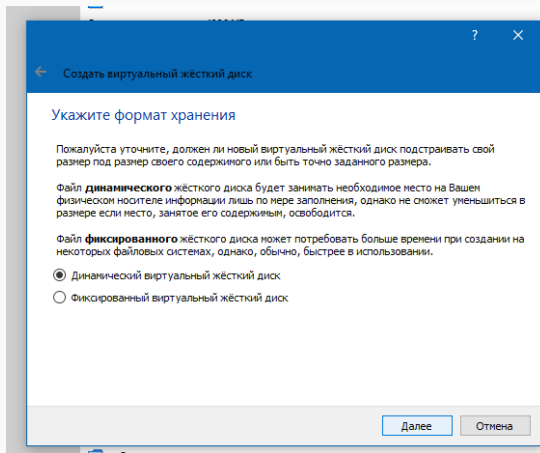 ?
Создать виртуальный жёсткий диск
Укажите формат хранения
Пожалуйста уточните, должен ли новый виртуальный жёсткий диск подстраивать свой
размер под размер своего содержимого или быть точно заданного размера.
Файл динамического жёсткого диска будет занимать необходимое место на Вашем
физическом носителе информации лишь по мере заполнения, однако не сможет уменьшиться в
размере если место, занятое его содержимым, освободится.
Файл фиксированного жёсткого диска может потребовать больше времени при создании на
некоторых файловых системах, однако, обычно, быстрее в использовании.
Динамический виртуальный жёсткий диск
Фиксированный виртуальный жёсткий диск
Далее
Отмена